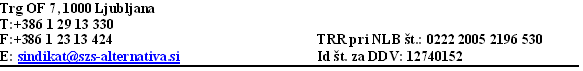 Trg OF 7, 1000 Ljubljana
T:+386 1 29 13 330
F:+386 1 23 13 424 TRR pri NLB št.: 0222 2005 2196 530
E: sindikat@szs-alternativa.si Id št. za DDV: 12740152